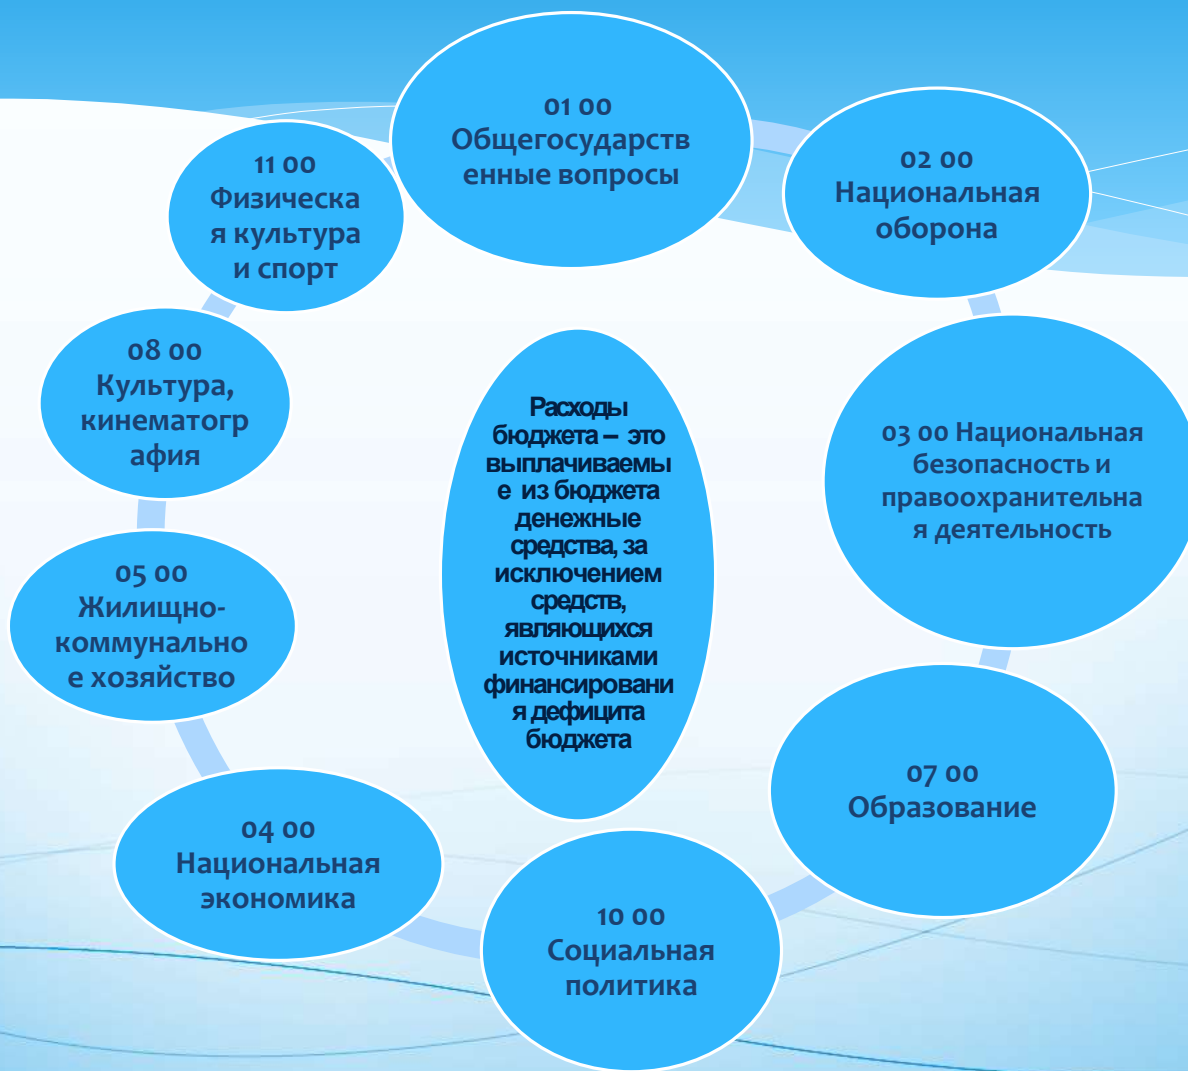 01 00
Общегосударств
енные вопросы
02 00
Национальная
оборона
03 00 Национальная
безопасность и
правоохранительна
я деятельность
07 00
Образование
10 00
Социальная
политика
04 00
Национальная
экономика
05 00
Жилищно-
коммунально
е хозяйство
08 00
Культура,
кинематогр
афия
11 00
Физическа
я культура
и спорт
Расходы
бюджета – это
выплачиваемы
е из бюджета
денежные
средства, за
исключением
средств,
являющихся
источниками
финансировани
я дефицита
бюджета